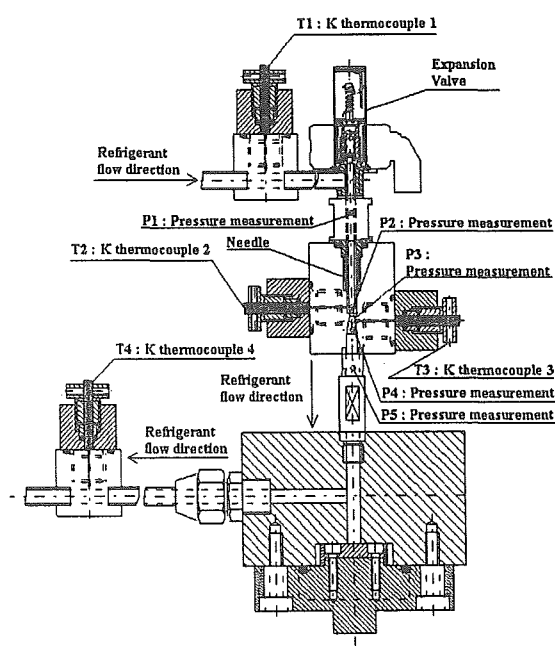 T1 : K thermocouple 1
Expansion
Valve
Refrigerant
flow direction
P1 : Pressure measurement
P2 : Pressure measurement
T2 : K thermocouple 2
Needle
P3 :
Pressure measurement
T4 : K thermocouple 4
T3 : K thermocouple 3
Refrigerant
flow direction
P4 : Pressure measurement
P5 : Pressure measurement
Refrigerant
flow direction